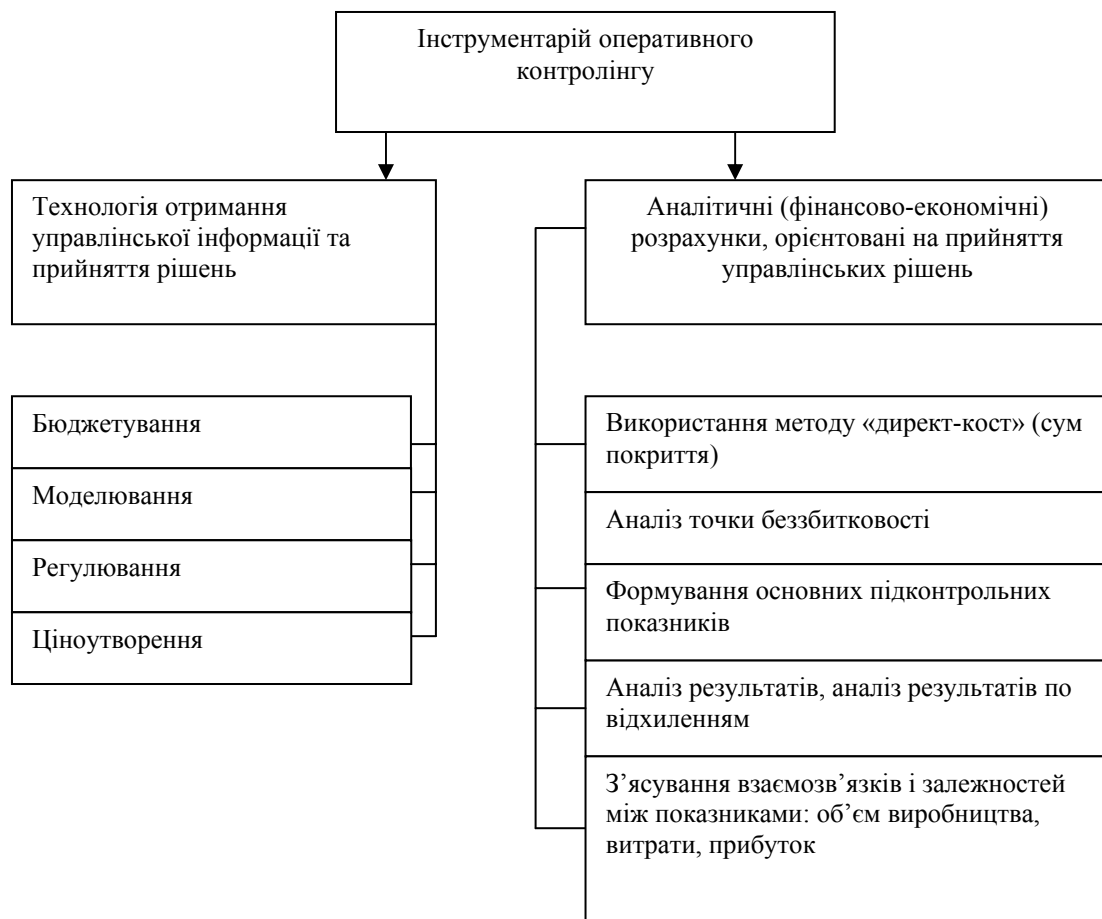 Інструментарій оперативного
контролінгу
Технологія отримання
управлінської інформації та
прийняття рішень
Бюджетування
Моделювання
Регулювання
Ціноутворення
Аналітичні (фінансово-економічні)
розрахунки, орієнтовані на прийняття
управлінських рішень
Використання методу «директ-кост» (сум
покриття)
Аналіз точки беззбитковості
Формування основних підконтрольних
показників
Аналіз результатів, аналіз результатів по
відхиленням
З’ясування взаємозв’язків і залежностей
між показниками: об’єм виробництва,
витрати, прибуток